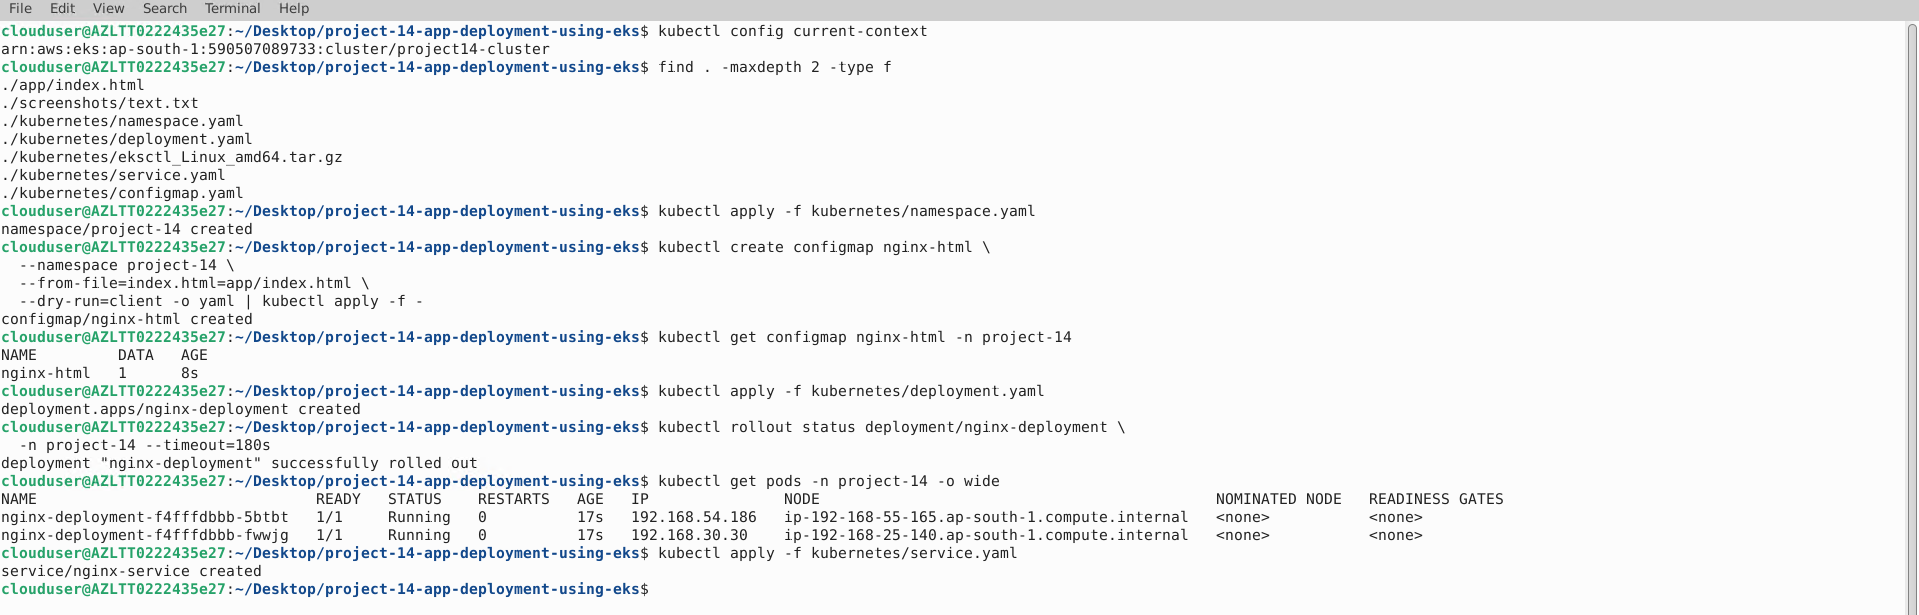 File Edit View Search Terminal Help
clouduser@AZLTT0222435e27:~/Desktop/project-14-app-deployment-using-eks$ kubectl config current-context
arn:aws:eks:ap-south-1:590507089733:cluster/project14-cluster
clouduser@AZLTT0222435e27:~/Desktop/project-14-app-deployment-using-eks$ find . -maxdepth 2 -type f
./app/index.html
./screenshots/text.txt
./kubernetes/namespace.yaml
./kubernetes/deployment.yaml
./kubernetes/eksctl_Linux_amd64.tar.gz
./kubernetes/service.yaml
./kubernetes/configmap.yaml
clouduser@AZLTT0222435e27:~/Desktop/project-14-app-deployment-using-eks$ kubectl apply -f kubernetes/namespace.yaml
namespace/project-14 created
clouduser@AZLTT0222435e27:~/Desktop/project-14-app-deployment-using-eks$ kubectl create configmap nginx-html \
  --namespace project-14 \
  --from-file=index.html=app/index.html \
  --dry-run=client -o yaml | kubectl apply -f -
configmap/nginx-html created
clouduser@AZLTT0222435e27:~/Desktop/project-14-app-deployment-using-eks$ kubectl get configmap nginx-html -n project-14
NAME         DATA   AGE
nginx-html   1      8s
clouduser@AZLTT0222435e27:~/Desktop/project-14-app-deployment-using-eks$ kubectl apply -f kubernetes/deployment.yaml
deployment.apps/nginx-deployment created
clouduser@AZLTT0222435e27:~/Desktop/project-14-app-deployment-using-eks$ kubectl rollout status deployment/nginx-deployment \
  -n project-14 --timeout=180s
deployment "nginx-deployment" successfully rolled out
clouduser@AZLTT0222435e27:~/Desktop/project-14-app-deployment-using-eks$ kubectl get pods -n project-14 -o wide
NAME                               READY   STATUS    RESTARTS   AGE   IP               NODE                                            NOMINATED NODE   READINESS GATES
nginx-deployment-f4fffdbbb-5btbt   1/1     Running   0          17s   192.168.54.186   ip-192-168-55-165.ap-south-1.compute.internal   <none>           <none>
nginx-deployment-f4fffdbbb-fwwjg   1/1     Running   0          17s   192.168.30.30    ip-192-168-25-140.ap-south-1.compute.internal   <none>           <none>
clouduser@AZLTT0222435e27:~/Desktop/project-14-app-deployment-using-eks$ kubectl apply -f kubernetes/service.yaml
service/nginx-service created
clouduser@AZLTT0222435e27:~/Desktop/project-14-app-deployment-using-eks$